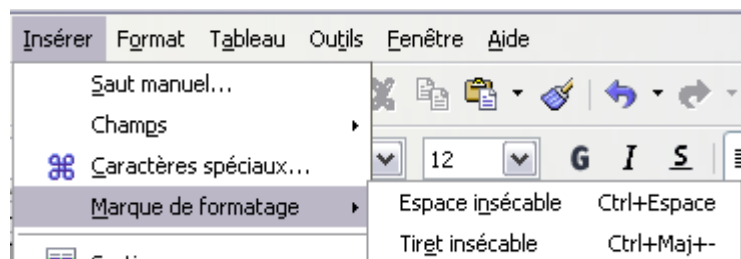 Insérer Format Tableau Outils Fenêtre Aide
Saut manuel...
Champs
Caractères spéciaux...
12 G I S
Marque de formatage
Espace insécable Ctrl+Espace
Tiret insécable Ctrl+Maj+-